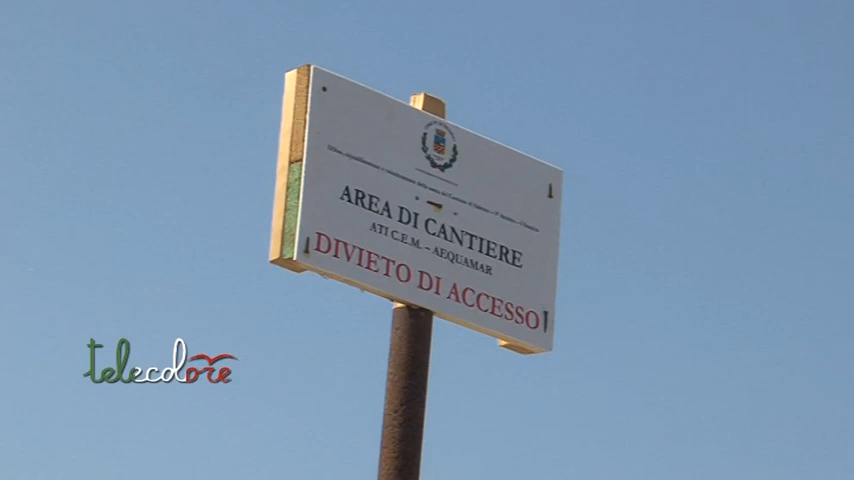 AREA DI CANTIERE
ATI C.E.M. – AEQUAMAR
DIVIETO DI ACCESSO
telecolore